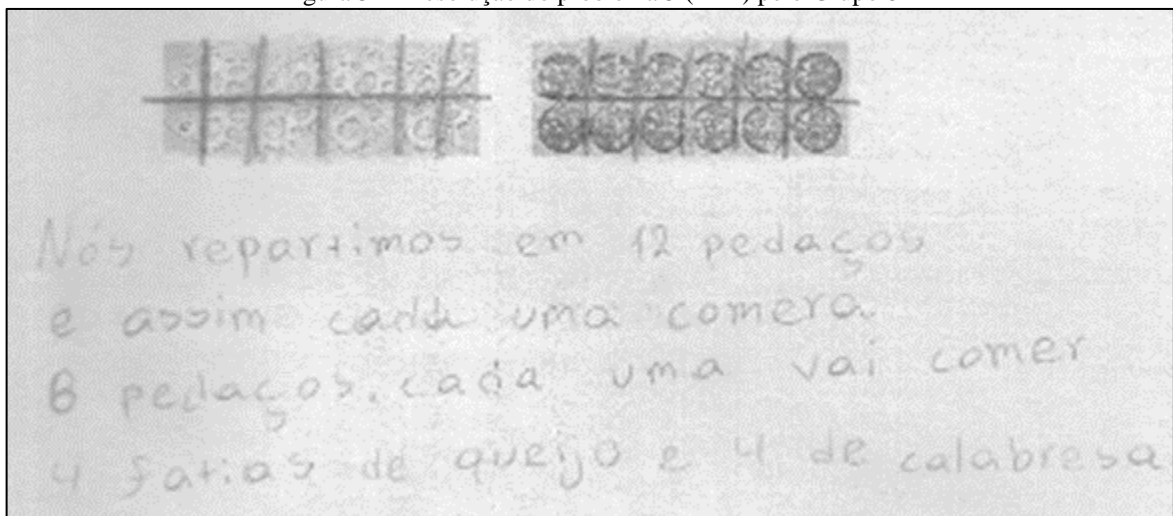 Nós repartimos em 12 pedaços
e assim cada uma comera
8 pedaços. cada uma vai comer
4 fatias de queijo e 4 de calabresa